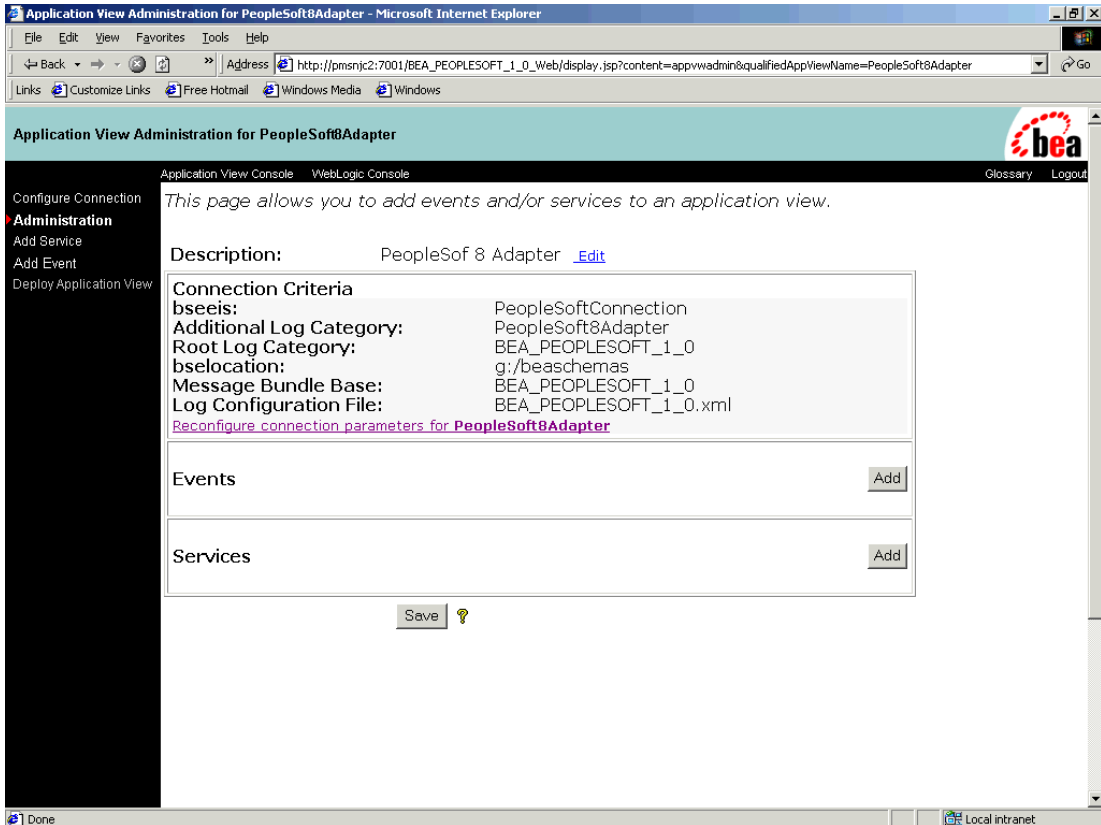 Application View Administration for PeopleSoft8Adapter - Microsoft Internet Explorer
File Edit View Favorites Tools Help
Back » Address http://pmsnjc2:7001/BEA_PEOPLESOFT_1_0_Web/display.jsp?content=appvwadmin&qualifiedAppViewName=PeopleSoft8Adapter Go
Links Customize Links Free Hotmail Windows Media Windows
Application View Administration for PeopleSoft8Adapter
bea
Application View Console WebLogic Console Glossary Logout
Configure Connection
Administration
Add Service
Add Event
Deploy Application View
This page allows you to add events and/or services to an application view.
Description: PeopleSof 8 Adapter Edit
Connection Criteria
bseeis: PeopleSoftConnection
Additional Log Category: PeopleSoft8Adapter
Root Log Category: BEA_PEOPLESOFT_1_0
bselocation: g:/beaschemas
Message Bundle Base: BEA_PEOPLESOFT_1_0
Log Configuration File: BEA_PEOPLESOFT_1_0.xml
Reconfigure connection parameters for PeopleSoft8Adapter
Events Add
Services Add
Save ?
Done Local intranet